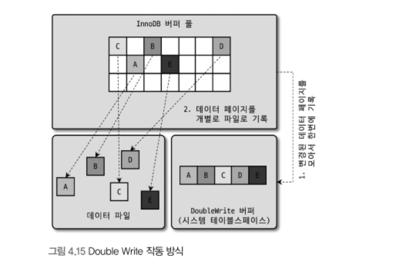 InnoDB 버퍼 풀
C B D
A E
2. 데이터 페이지를
개별로 파일로 기록
1. 변경된 데이터 페이지를
모아서 한번에 기록
A B D C E
데이터 파일
A B C D E
DoubleWrite 버퍼
(시스템 테이블스페이스)
그림 4.15 Double Write 작동 방식